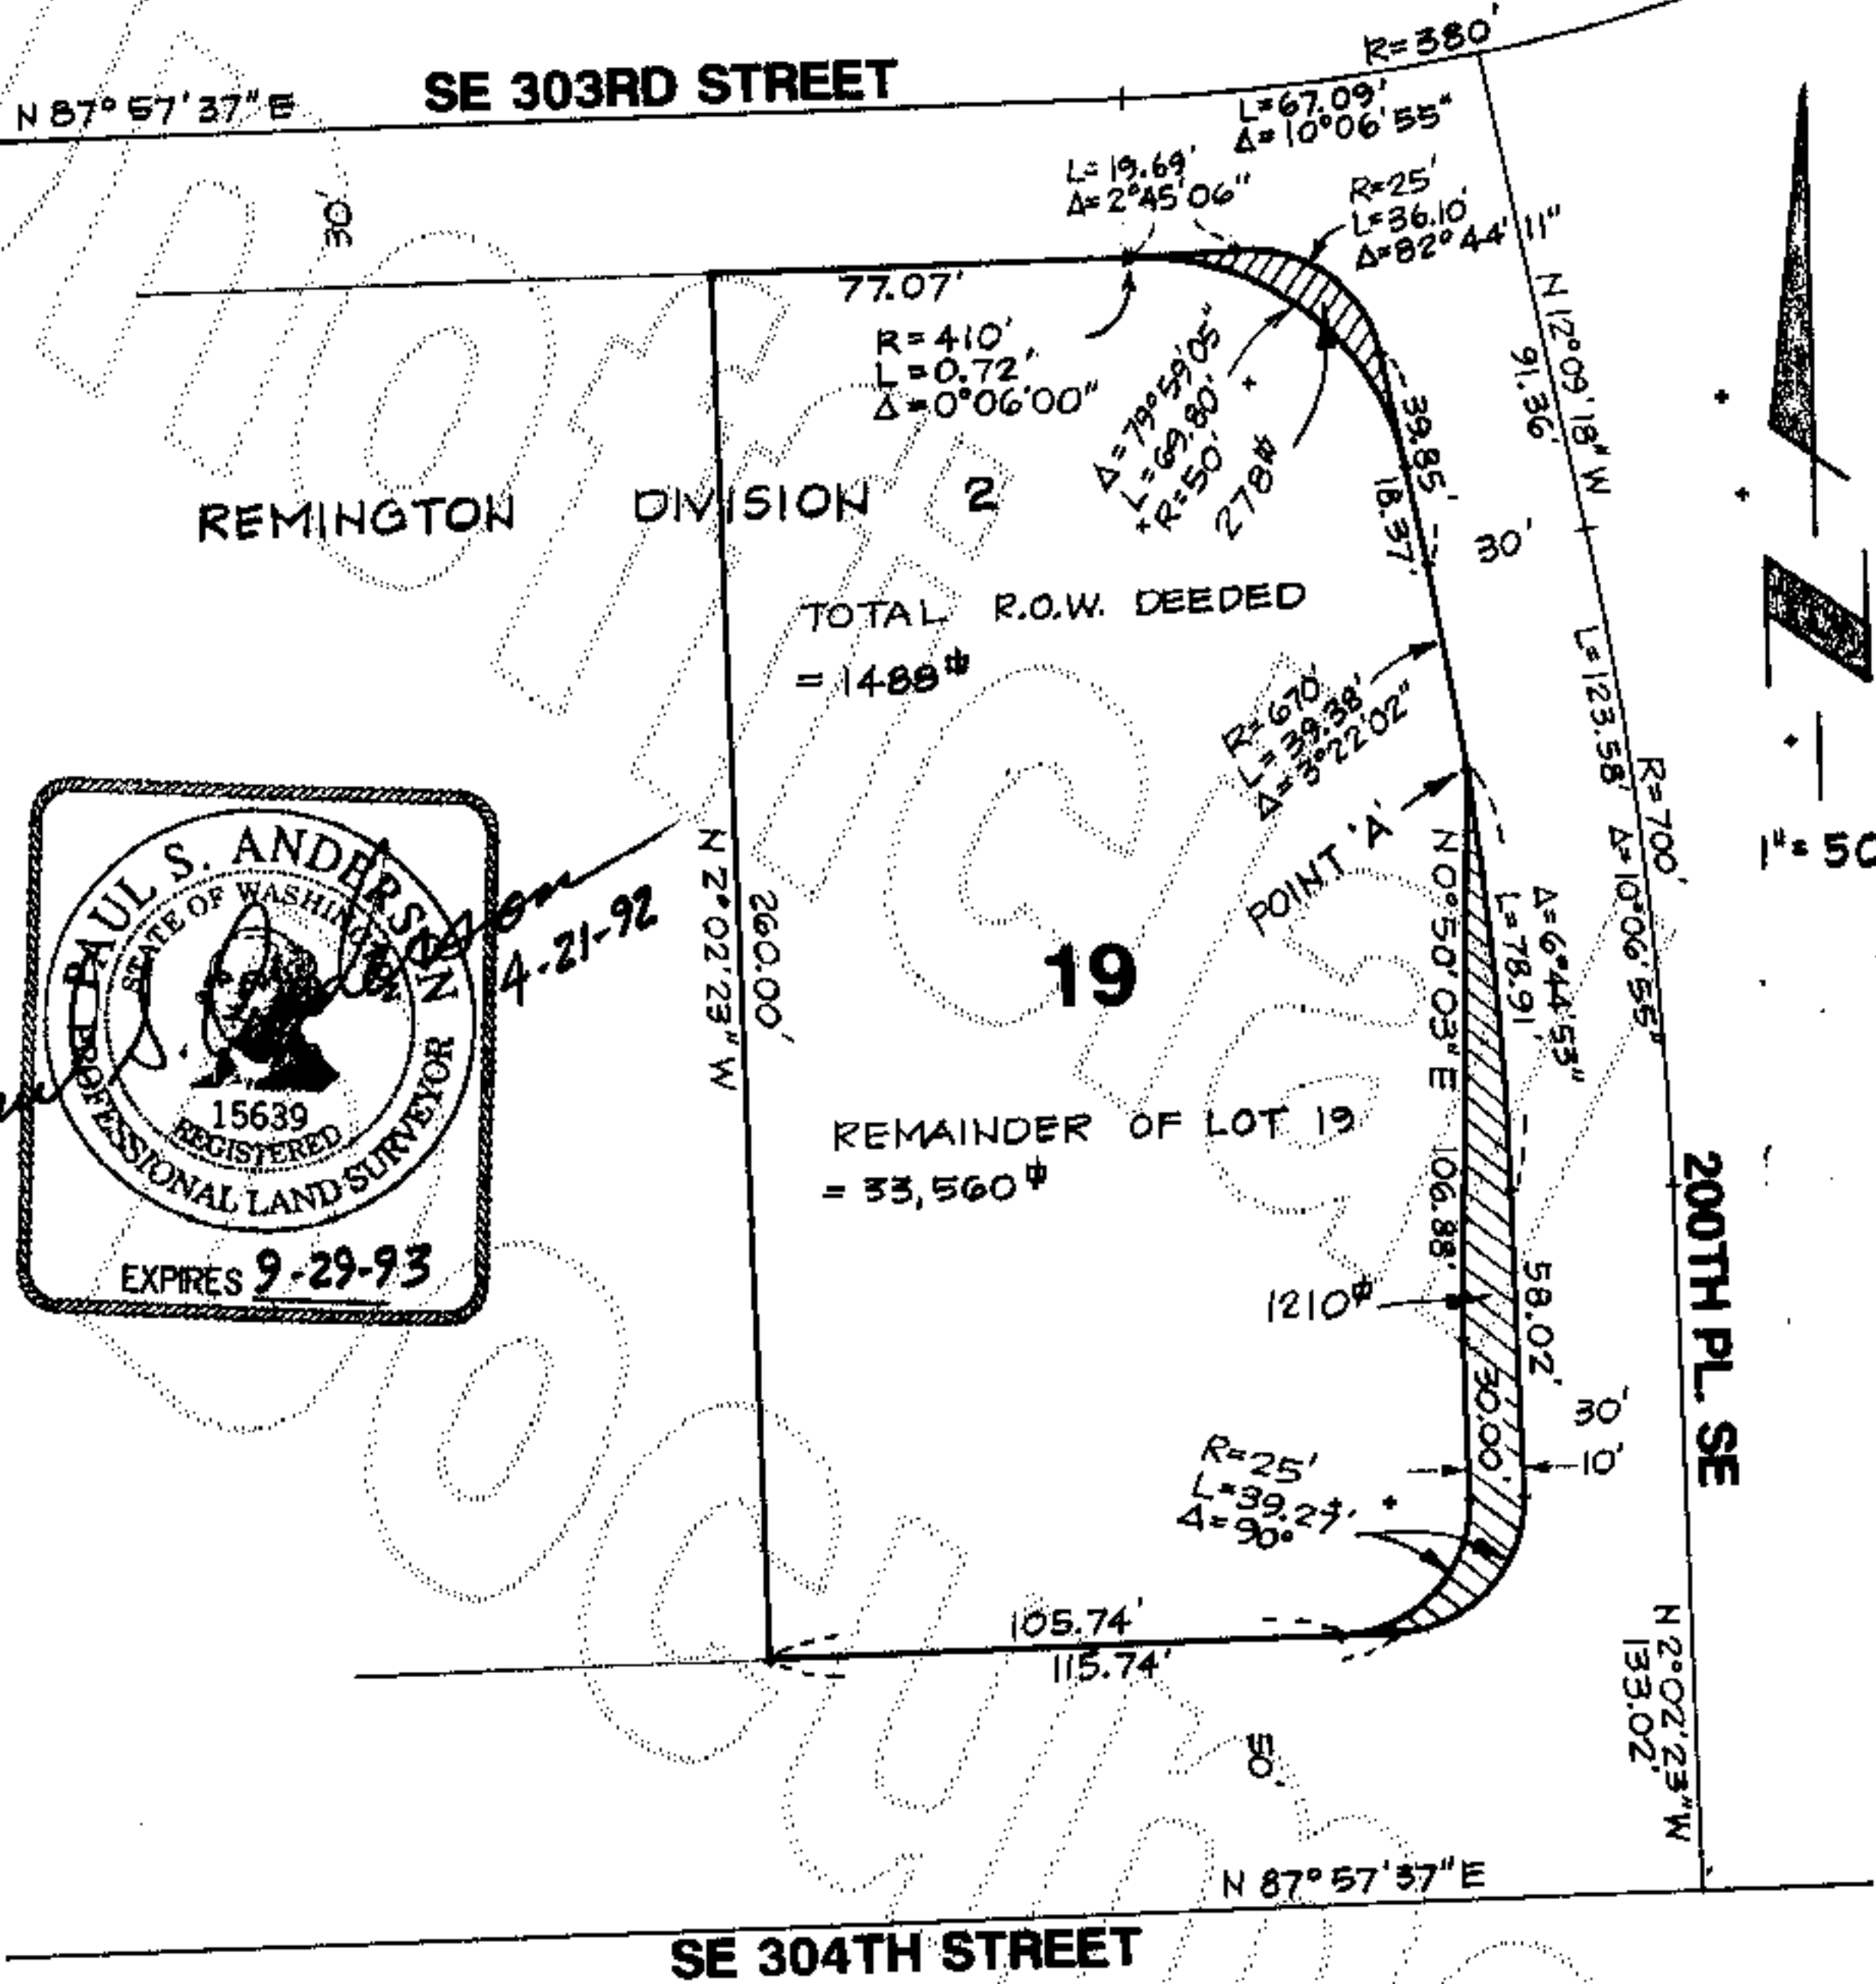 SE 303RD STREET
N 87° 57' 37" E
R=380'
L=67.09'
Δ=10°06'55"
L=19.69'
Δ=2°45'06"
R=25'
L=36.10'
Δ=82°44'11"
30'
77.07'
R=410'
L=0.72'
Δ=0°06'00"
Δ=79°59'05"
L=69.80'
R=50'
278⌗
39.85'
18.37'
N 12°09'18" W
91.36'
REMINGTON DIVISION 2
30'
TOTAL R.O.W. DEEDED
= 1488⌗
R=670'
L=39.38'
Δ=3°22'02"
POINT 'A'
L=123.58' Δ=10°06'55"
R=700'
1"=50
N 2°02'23" W
260.00'
N 0°50'03" E 106.88'
Δ=6°44'53"
L=78.91'
PAUL S. ANDERSON
STATE OF WASHINGTON
15639
REGISTERED
PROFESSIONAL LAND SURVEYOR
EXPIRES 9-29-93
4-21-92
19
REMAINDER OF LOT 19
= 33,560⌗
1210⌗
58.02'
30.00'
30'
10'
200TH PL. SE
R=25'
L=39.27'
Δ=90°
105.74'
115.74'
N 2°02'23" W
133.02'
N 87° 57' 37" E
SE 304TH STREET
Unofficial
Document